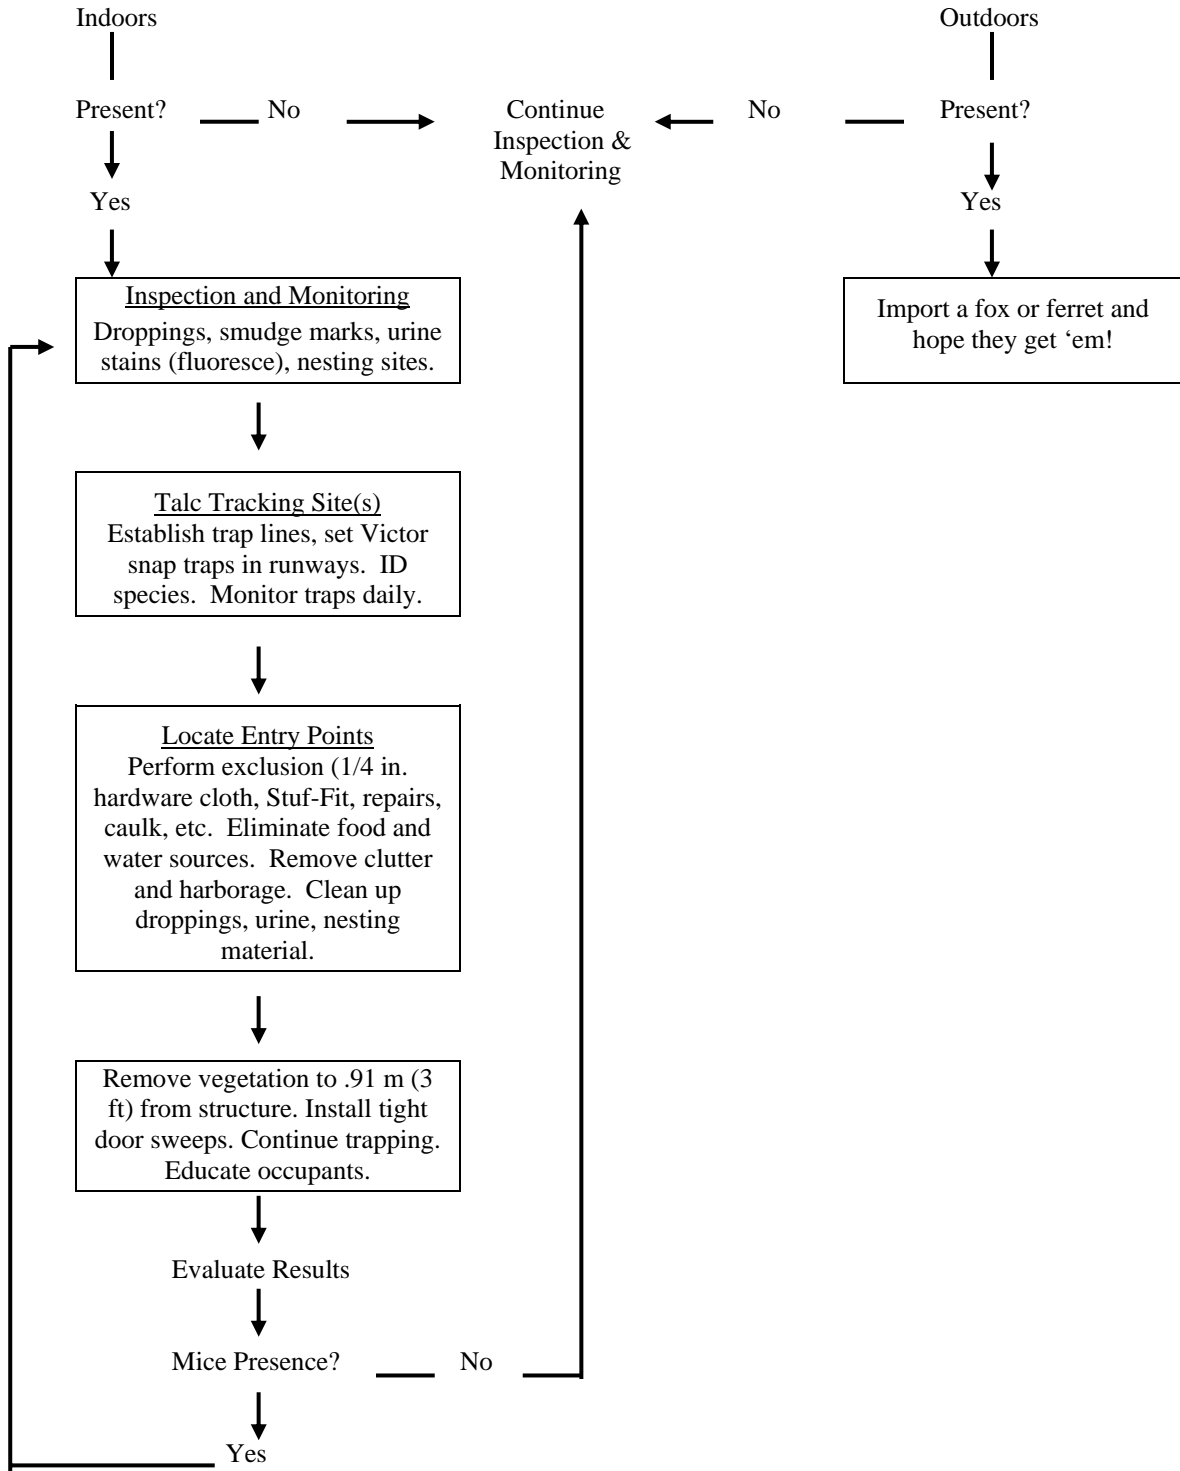 Indoors
Outdoors
Present?
No
Continue
Inspection &
Monitoring
No
Present?
Yes
Yes
Inspection and Monitoring
Droppings, smudge marks, urine
stains (fluoresce), nesting sites.
Import a fox or ferret and
hope they get ‘em!
Talc Tracking Site(s)
Establish trap lines, set Victor
snap traps in runways.  ID
species.  Monitor traps daily.
Locate Entry Points
Perform exclusion (1/4 in.
hardware cloth, Stuf-Fit, repairs,
caulk, etc.  Eliminate food and
water sources.  Remove clutter
and harborage.  Clean up
droppings, urine, nesting
material.
Remove vegetation to .91 m (3
ft) from structure. Install tight
door sweeps. Continue trapping.
Educate occupants.
Evaluate Results
Mice Presence?
No
Yes